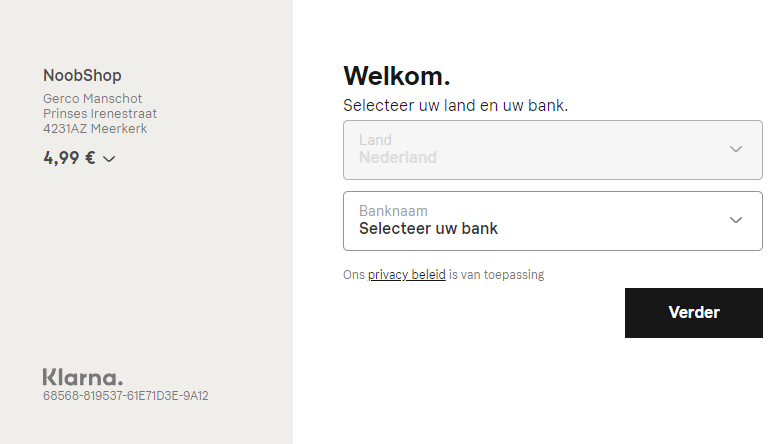 NoobShop
Gerco Manschot
Prinses Irenestraat
4231AZ Meerkerk
4,99 €
Klarna.
68568-819537-61E71D3E-9A12
Welkom.
Selecteer uw land en uw bank.
Land
Nederland
Banknaam
Selecteer uw bank
Ons privacy beleid is van toepassing
Verder